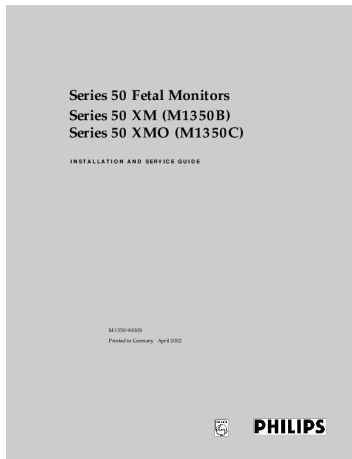 Series 50 Fetal Monitors
Series 50 XM (M1350B)
Series 50 XMO (M1350C)
INSTALLATION AND SERVICE GUIDE
M1350-9000S
Printed in Germany April 2002
PHILIPS